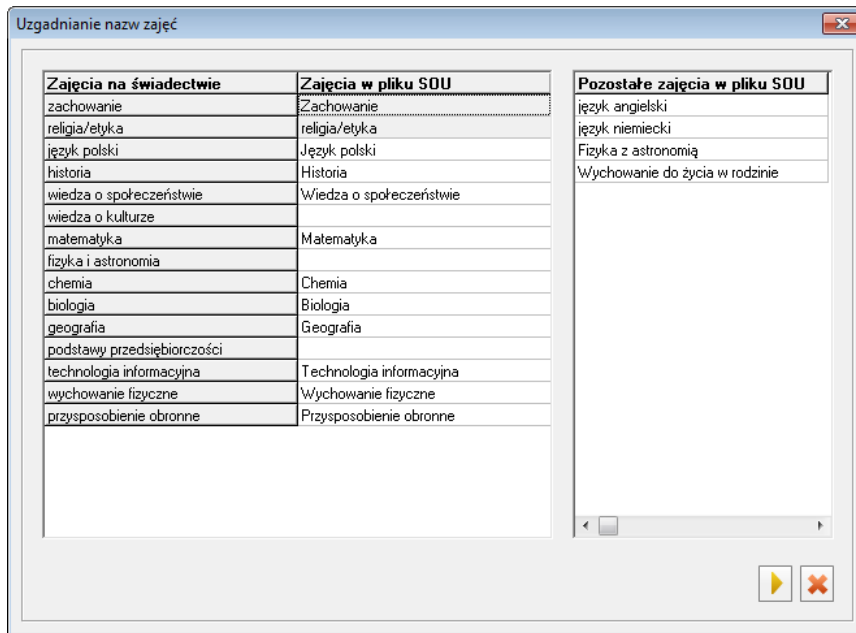 Uzgadnianie nazw zajęć
Zajęcia na świadectwie Zajęcia w pliku SOU
zachowanie Zachowanie
religia/etyka religia/etyka
język polski Język polski
historia Historia
wiedza o społeczeństwie Wiedza o społeczeństwie
wiedza o kulturze
matematyka Matematyka
fizyka i astronomia
chemia Chemia
biologia Biologia
geografia Geografia
podstawy przedsiębiorczości
technologia informacyjna Technologia informacyjna
wychowanie fizyczne Wychowanie fizyczne
przysposobienie obronne Przysposobienie obronne
Pozostałe zajęcia w pliku SOU
język angielski
język niemiecki
Fizyka z astronomią
Wychowanie do życia w rodzinie